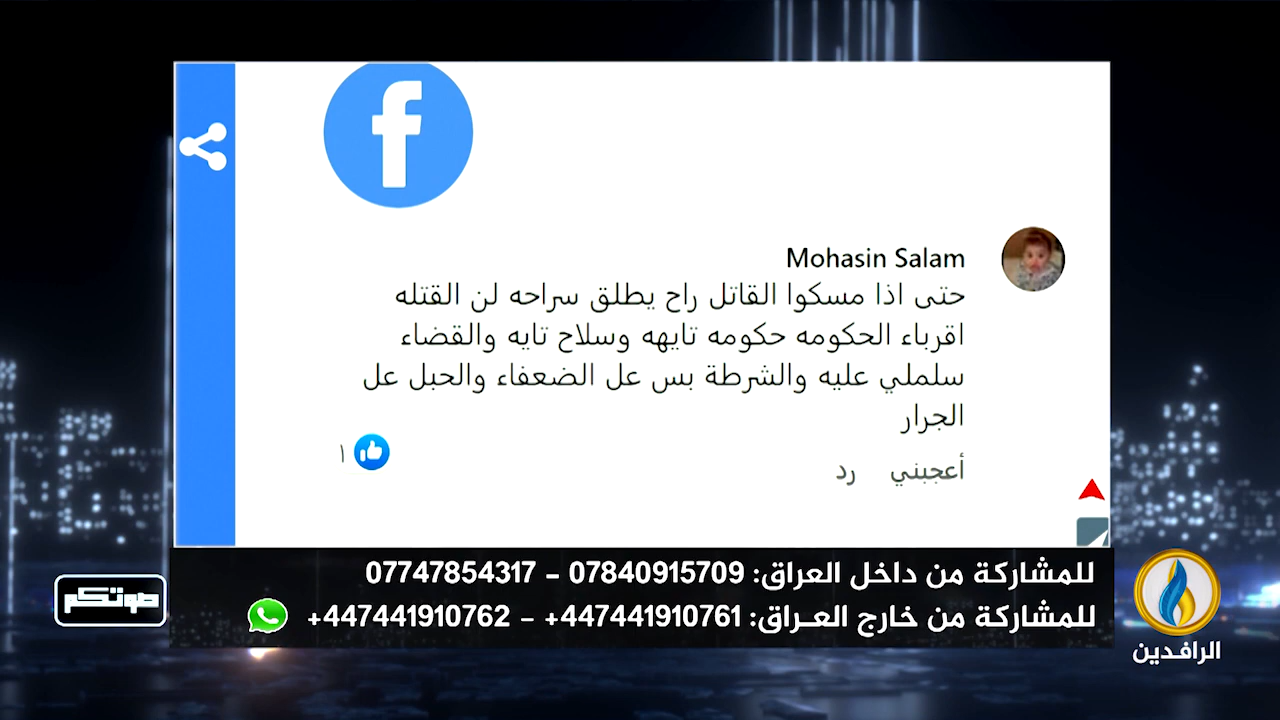 f
Mohasin Salam
حتى اذا مسكوا القاتل راح يطلق سراحه لن القتله
اقرباء الحكومه حكومه تايهه وسلاح تايه والقضاء
سلملي عليه والشرطة بس عل الضعفاء والحبل عل
الجرار
١
أعجبني رد
للمشاركة من داخل العراق: 07840915709 - 07747854317
للمشاركة من خارج العـراق: 447441910761+ - 447441910762+
صوتكم
الرافدين